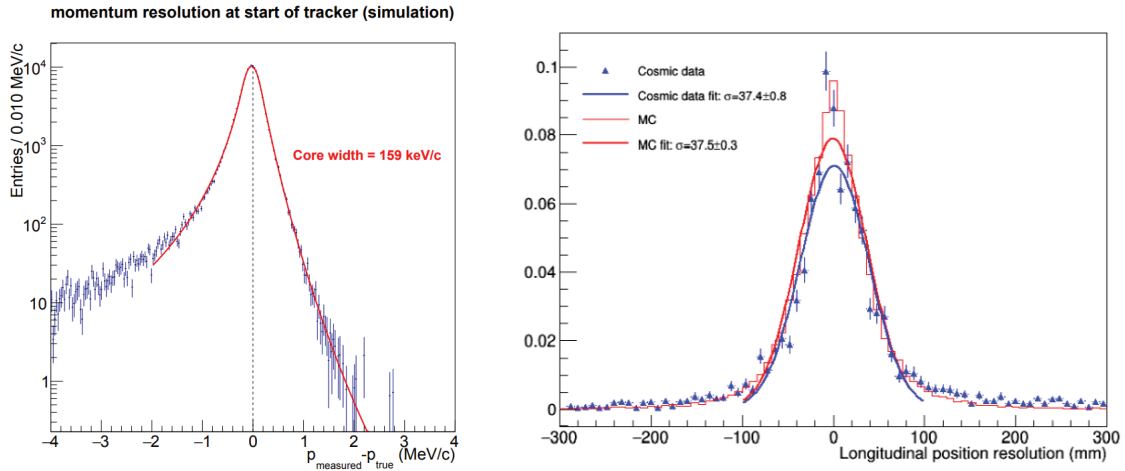 momentum resolution at start of tracker (simulation)
Entries / 0.010 MeV/c
10⁴
10³
10²
10
1
Core width = 159 keV/c
−4 −3 −2 −1 0 1 2 3 4
p_measured-p_true (MeV/c)
0.1
0.08
0.06
0.04
0.02
0
Cosmic data
Cosmic data fit: σ=37.4±0.8
MC
MC fit: σ=37.5±0.3
−300 −200 −100 0 100 200 300
Longitudinal position resolution (mm)